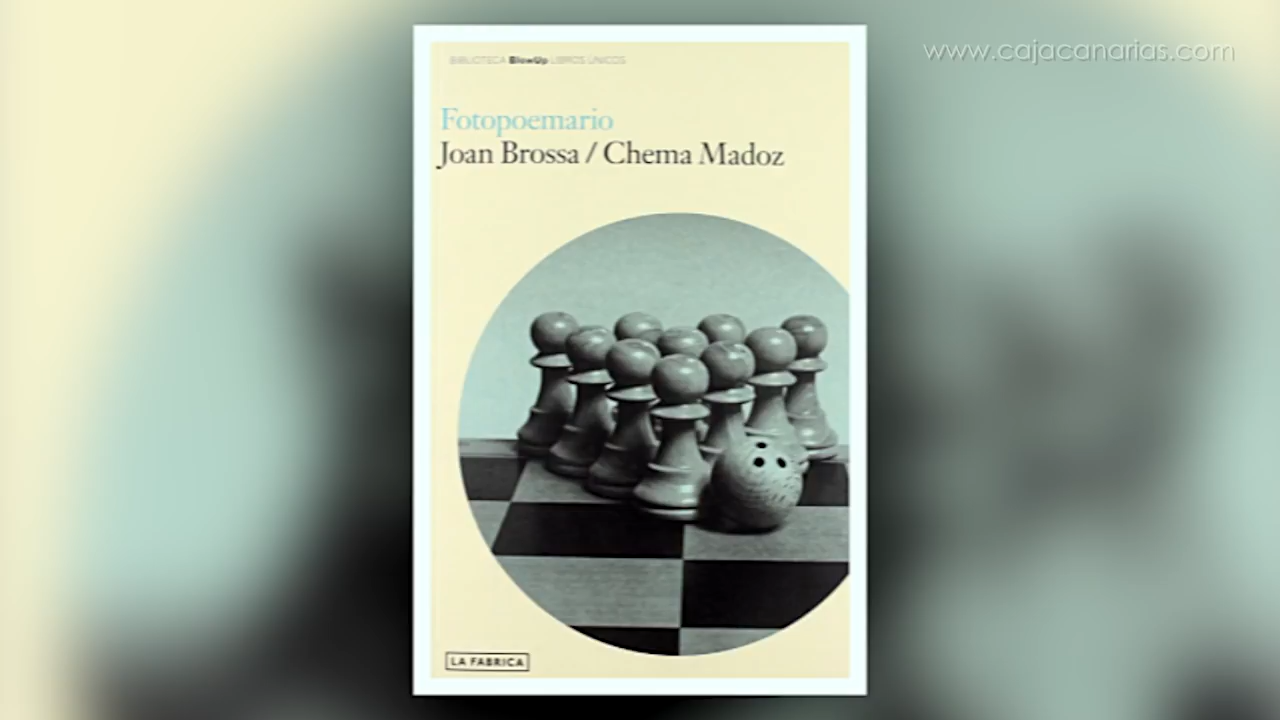 www.cajacanarias.com
BIBLIOTECA BlowUp LIBROS ÚNICOS
Fotopoemario
Joan Brossa / Chema Madoz
LA FABRICA